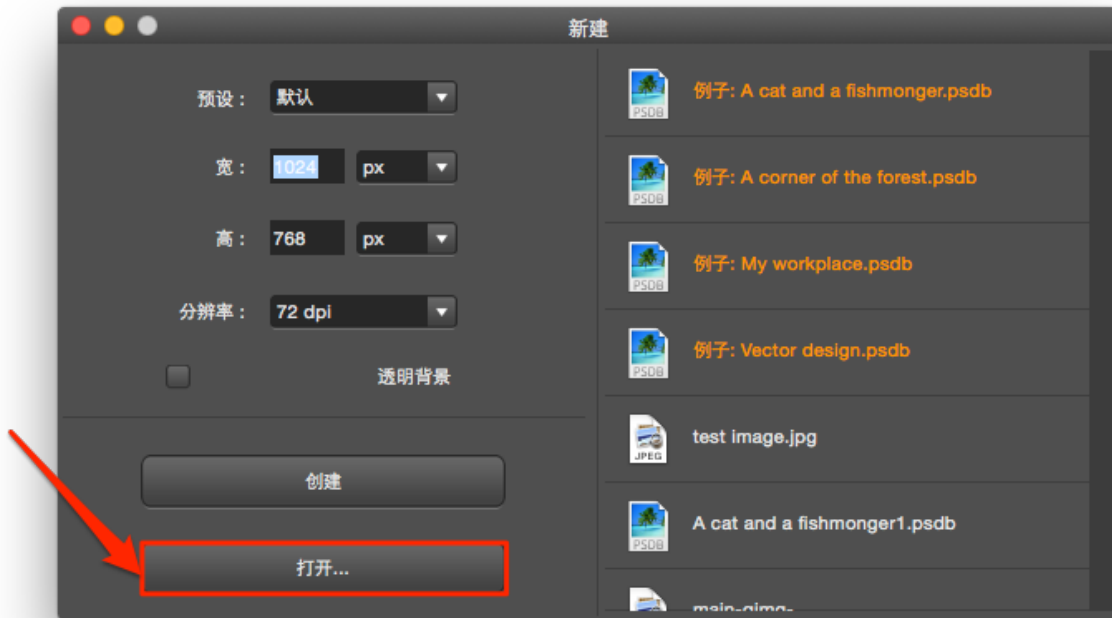 新建
预设： 默认
宽： 1024 px
高： 768 px
分辨率： 72 dpi
透明背景
创建
打开...
PSDB 例子: A cat and a fishmonger.psdb
PSDB 例子: A corner of the forest.psdb
PSDB 例子: My workplace.psdb
PSDB 例子: Vector design.psdb
JPEG test image.jpg
PSDB A cat and a fishmonger1.psdb
main-qimg-